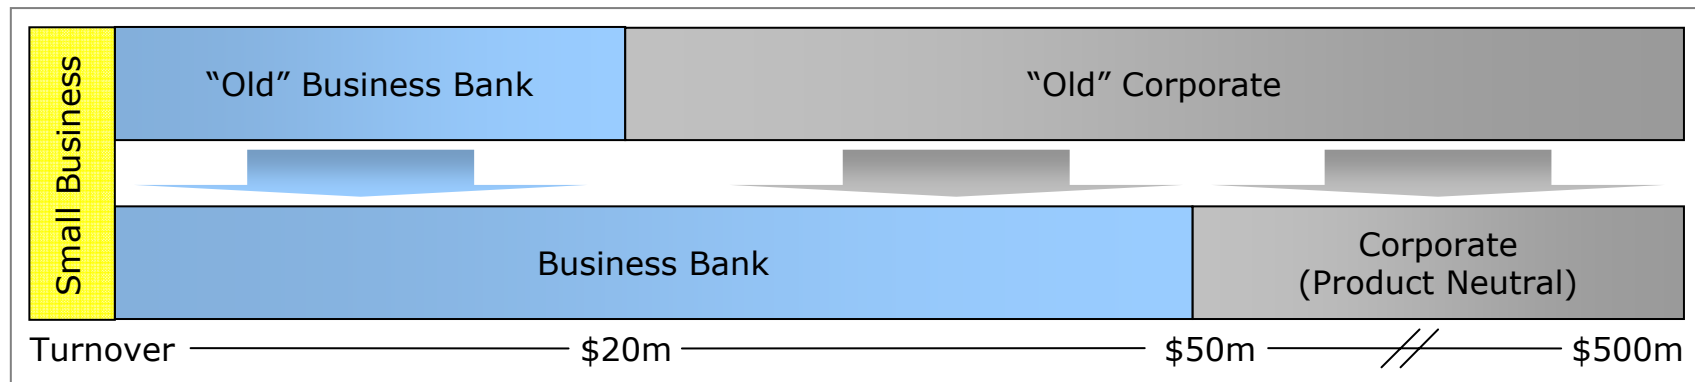 Small Business
“Old” Business Bank
“Old” Corporate
Business Bank
Corporate
(Product Neutral)
Turnover
$20m
$50m
$500m